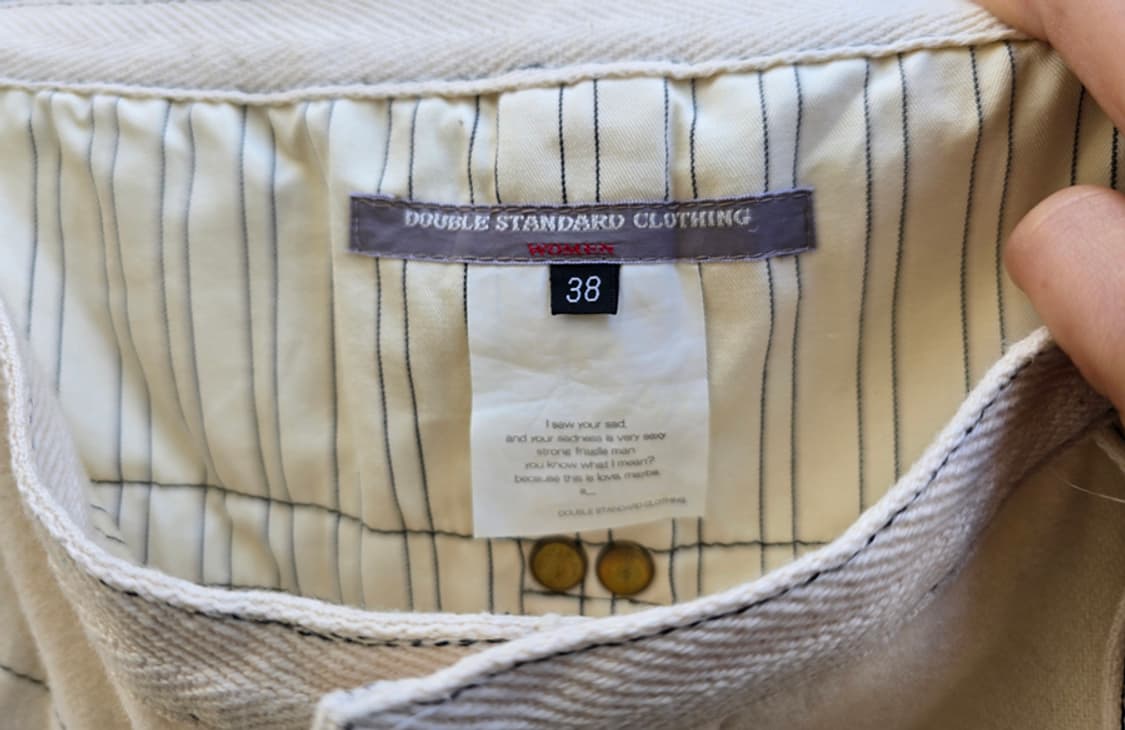 DOUBLE STANDARD CLOTHING
WOMEN
38
I saw your sad,
and your sadness is very sexy
strong fragile man
you know what I mean?
because this is love, maybe.
a...
DOUBLE STANDARD CLOTHING